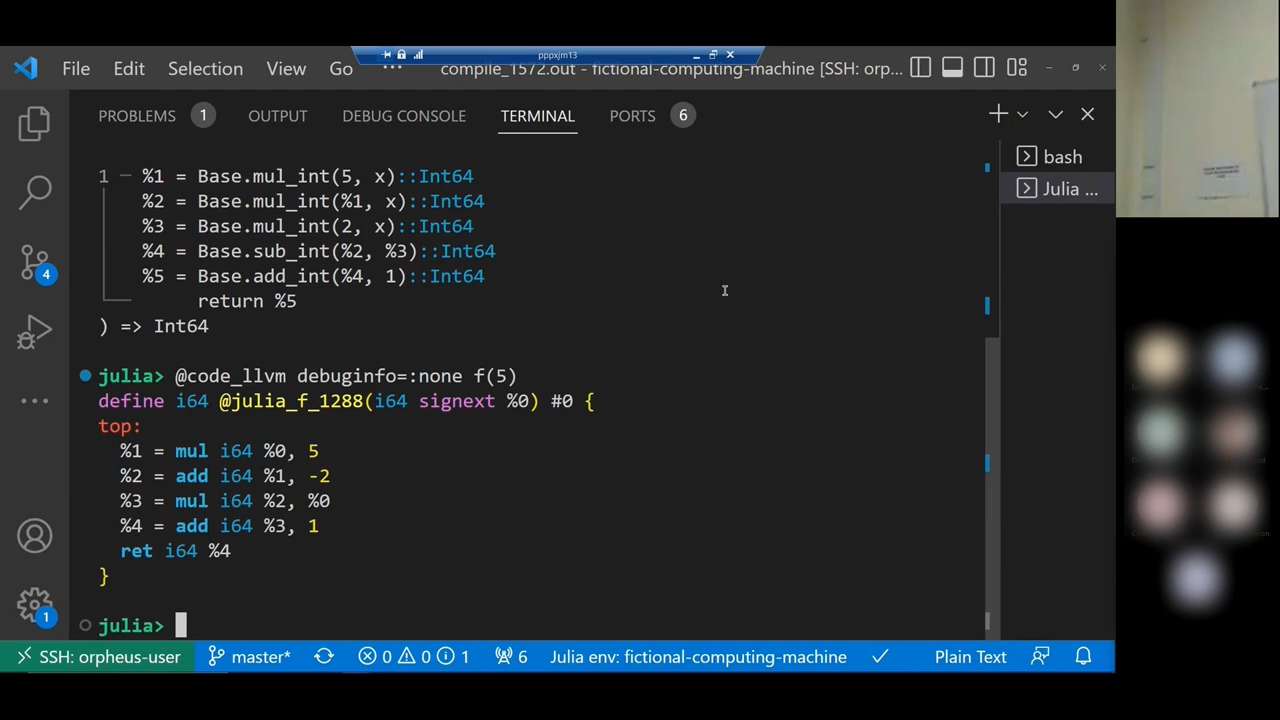 pppxjm13
File Edit Selection View Go ··· compile_1572.out - fictional-computing-machine [SSH: orp...
PROBLEMS 1 OUTPUT DEBUG CONSOLE TERMINAL PORTS 6
bash
Julia ...
1 ─ %1 = Base.mul_int(5, x)::Int64
%2 = Base.mul_int(%1, x)::Int64
%3 = Base.mul_int(2, x)::Int64
%4 = Base.sub_int(%2, %3)::Int64
%5 = Base.add_int(%4, 1)::Int64
return %5
) => Int64
julia> @code_llvm debuginfo=:none f(5)
define i64 @julia_f_1288(i64 signext %0) #0 {
top:
%1 = mul i64 %0, 5
%2 = add i64 %1, -2
%3 = mul i64 %2, %0
%4 = add i64 %3, 1
ret i64 %4
}
julia>
4
1
SSH: orpheus-user master* 0 0 1 6 Julia env: fictional-computing-machine Plain Text